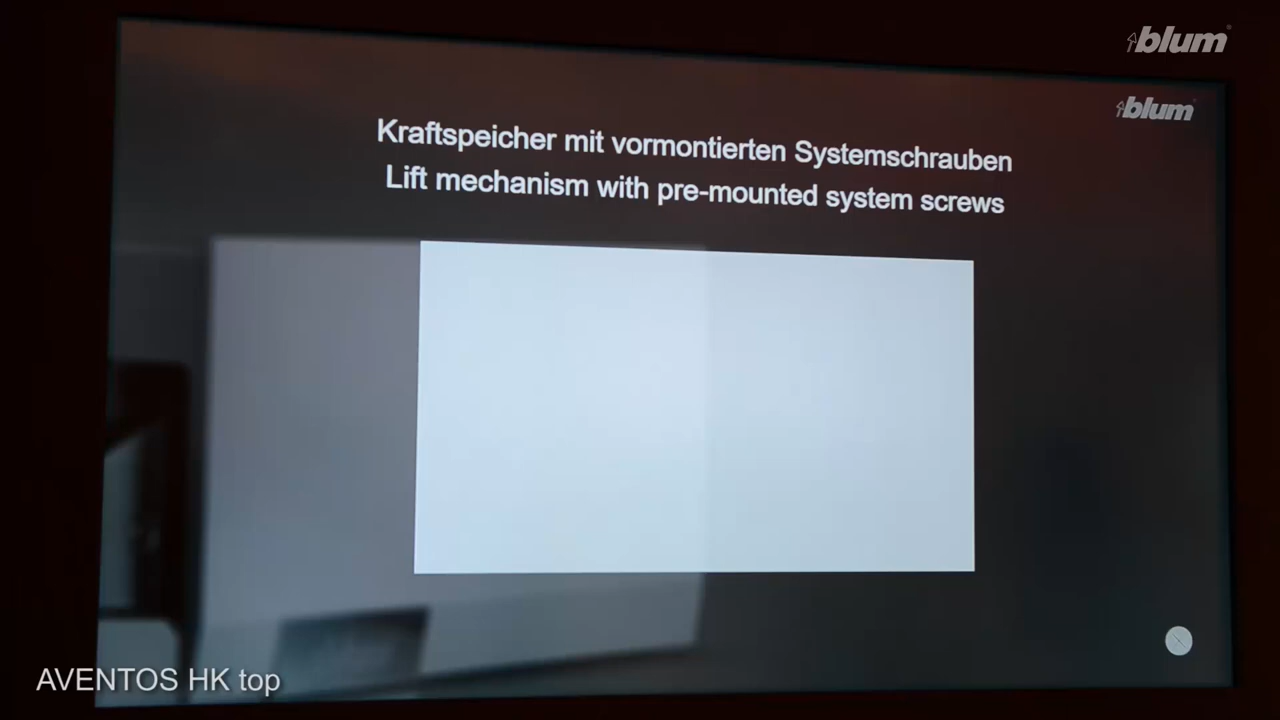 blum
blum
Kraftspeicher mit vormontierten Systemschrauben
Lift mechanism with pre-mounted system screws
AVENTOS HK top